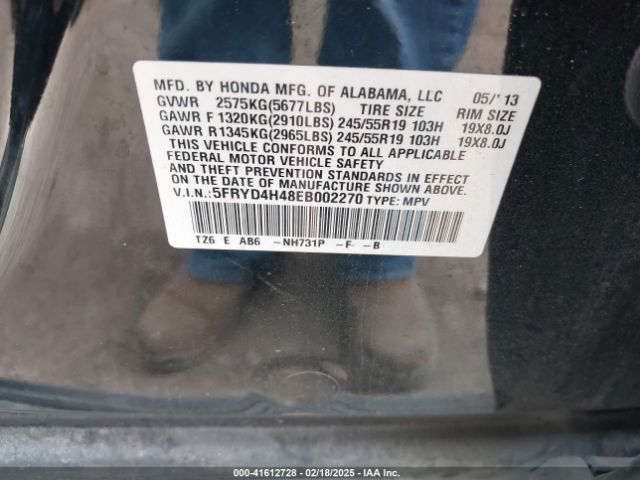 MFD. BY HONDA MFG. OF ALABAMA, LLC 05/'13
GVWR 2575KG(5677LBS) TIRE SIZE RIM SIZE
GAWR F 1320KG(2910LBS) 245/55R19 103H 19X8.0J
GAWR R 1345KG(2965LBS) 245/55R19 103H 19X8.0J
THIS VEHICLE CONFORMS TO ALL APPLICABLE
FEDERAL MOTOR VEHICLE SAFETY
AND THEFT PREVENTION STANDARDS IN EFFECT
ON THE DATE OF MANUFACTURE SHOWN ABOVE.
V.I.N.:5FRYD4H48EB002270 TYPE: MPV
TZ6 E AB6 -NH731P -F -B
000-41612728 - 02/18/2025 - IAA Inc.